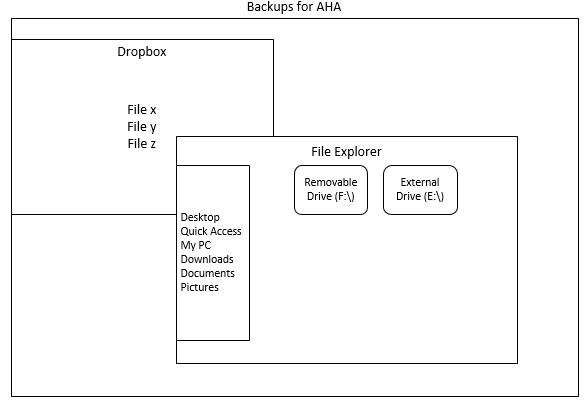 Backups for AHA
Dropbox
File x
File y
File z
File Explorer
Removable
Drive (F:\)
External
Drive (E:\)
Desktop
Quick Access
My PC
Downloads
Documents
Pictures